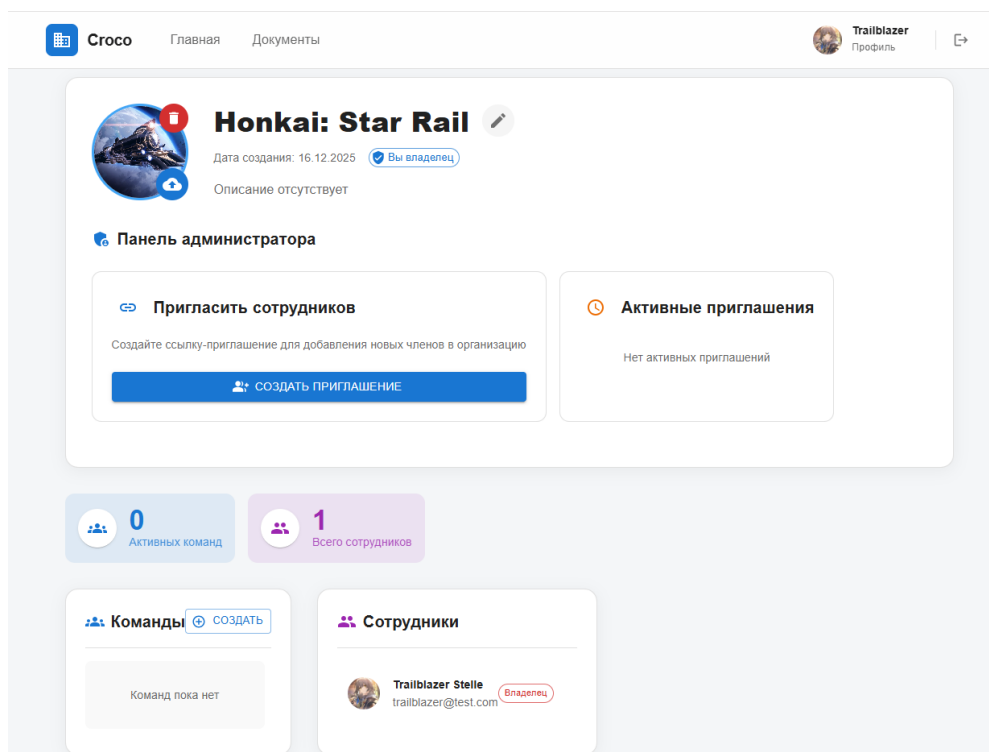 Croco
Главная
Документы
Trailblazer
Профиль
Honkai: Star Rail
Дата создания: 16.12.2025
Вы владелец
Описание отсутствует
Панель администратора
Пригласить сотрудников
Создайте ссылку-приглашение для добавления новых членов в организацию
СОЗДАТЬ ПРИГЛАШЕНИЕ
Активные приглашения
Нет активных приглашений
0
Активных команд
1
Всего сотрудников
Команды
СОЗДАТЬ
Команд пока нет
Сотрудники
Trailblazer Stelle
trailblazer@test.com
Владелец